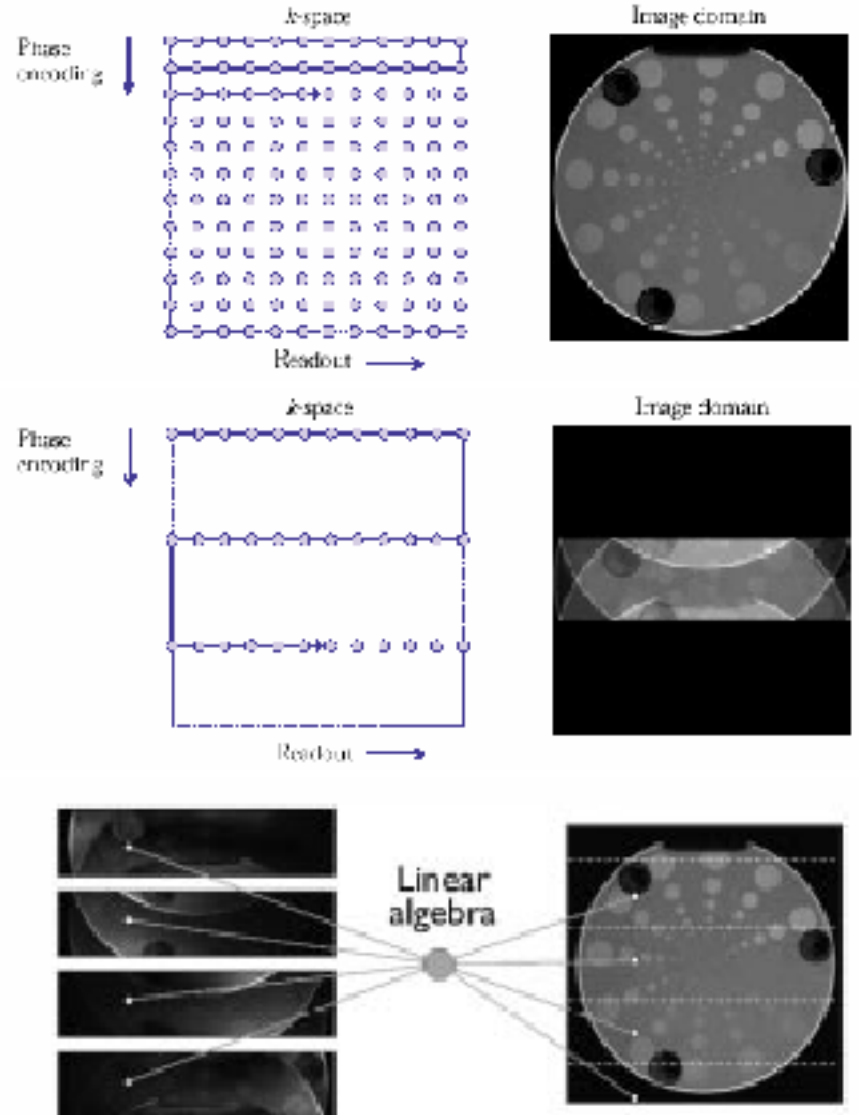 k-space
Image domain
Phase
encoding
Readout
k-space
Image domain
Phase
encoding
Readout
Linear
algebra